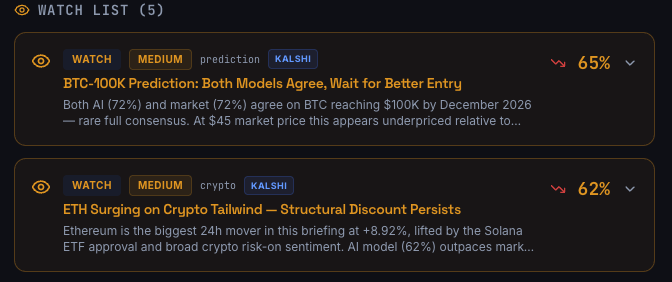 WATCH LIST (5)
WATCH MEDIUM prediction KALSHI
65%
BTC-100K Prediction: Both Models Agree, Wait for Better Entry
Both AI (72%) and market (72%) agree on BTC reaching $100K by December 2026
— rare full consensus. At $45 market price this appears underpriced relative to...
WATCH MEDIUM crypto KALSHI
62%
ETH Surging on Crypto Tailwind — Structural Discount Persists
Ethereum is the biggest 24h mover in this briefing at +8.92%, lifted by the Solana
ETF approval and broad crypto risk-on sentiment. AI model (62%) outpaces mark...